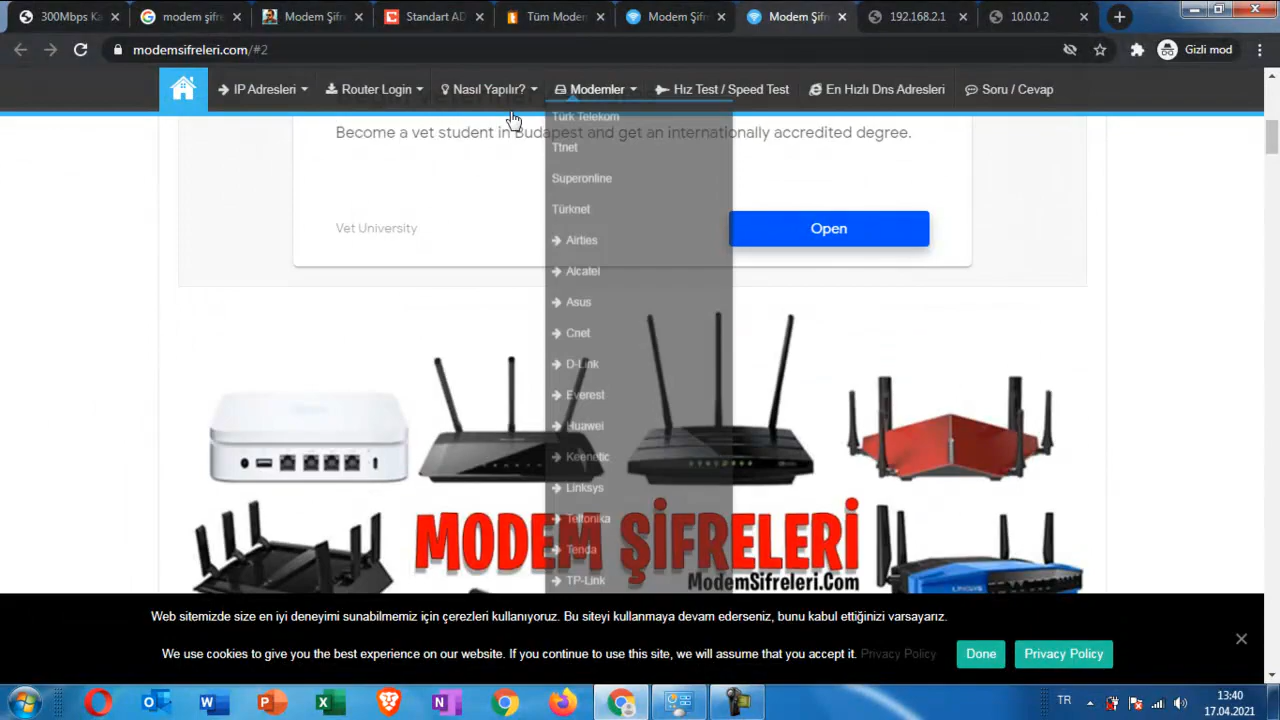 300Mbps Ka
modem şifre
Modem Şif
Standart AD
Tüm Moder
Modem Şif
Modem Şif
192.168.2.1
10.0.0.2
modemsifreleri.com/#2
Gizli mod
IP Adresleri
Router Login
Nasıl Yapılır?
Modemler
Hız Test / Speed Test
En Hızlı Dns Adresleri
Soru / Cevap
Become a vet student in Budapest and get an internationally accredited degree.
Vet University
Open
Türk Telekom
Ttnet
Superonline
Türknet
Airties
Alcatel
Asus
Cnet
D-Link
Everest
Huawei
Keenetic
Linksys
Teltonika
Tenda
TP-Link
MODEM ŞİFRELERİ
ModemSifreleri.Com
LINKSYS
Web sitemizde size en iyi deneyimi sunabilmemiz için çerezleri kullanıyoruz. Bu siteyi kullanmaya devam ederseniz, bunu kabul ettiğinizi varsayarız.
We use cookies to give you the best experience on our website. If you continue to use this site, we will assume that you accept it. Privacy Policy
Done
Privacy Policy
TR
13:40
17.04.2021